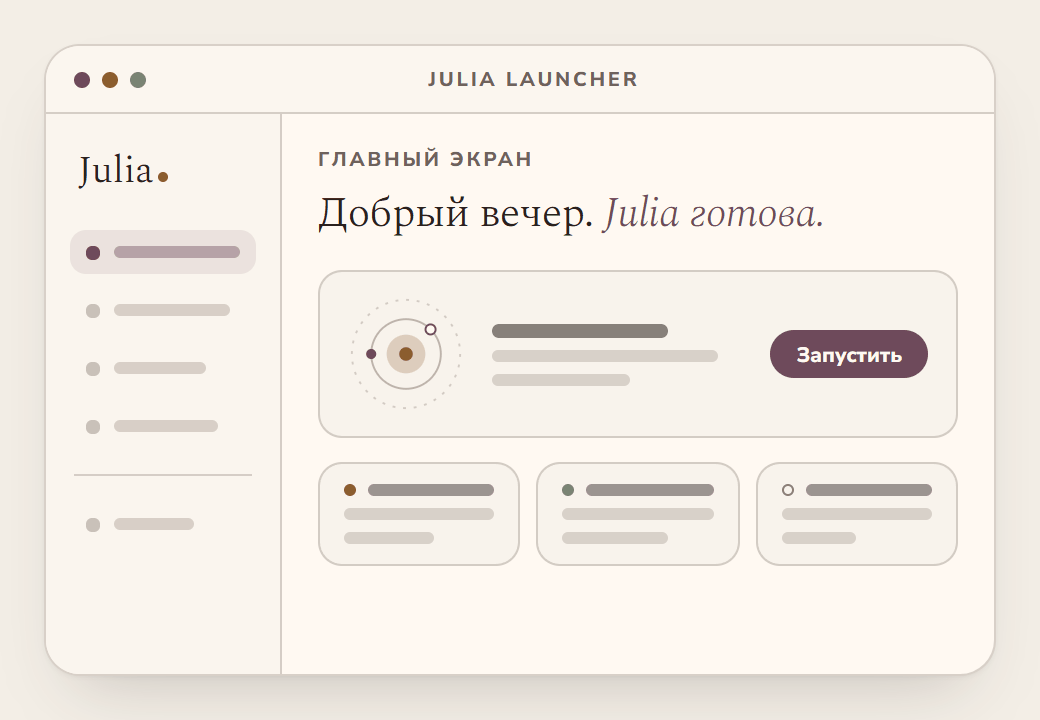 JULIA LAUNCHER
Julia
ГЛАВНЫЙ ЭКРАН
Добрый вечер. Julia готова.
Запустить